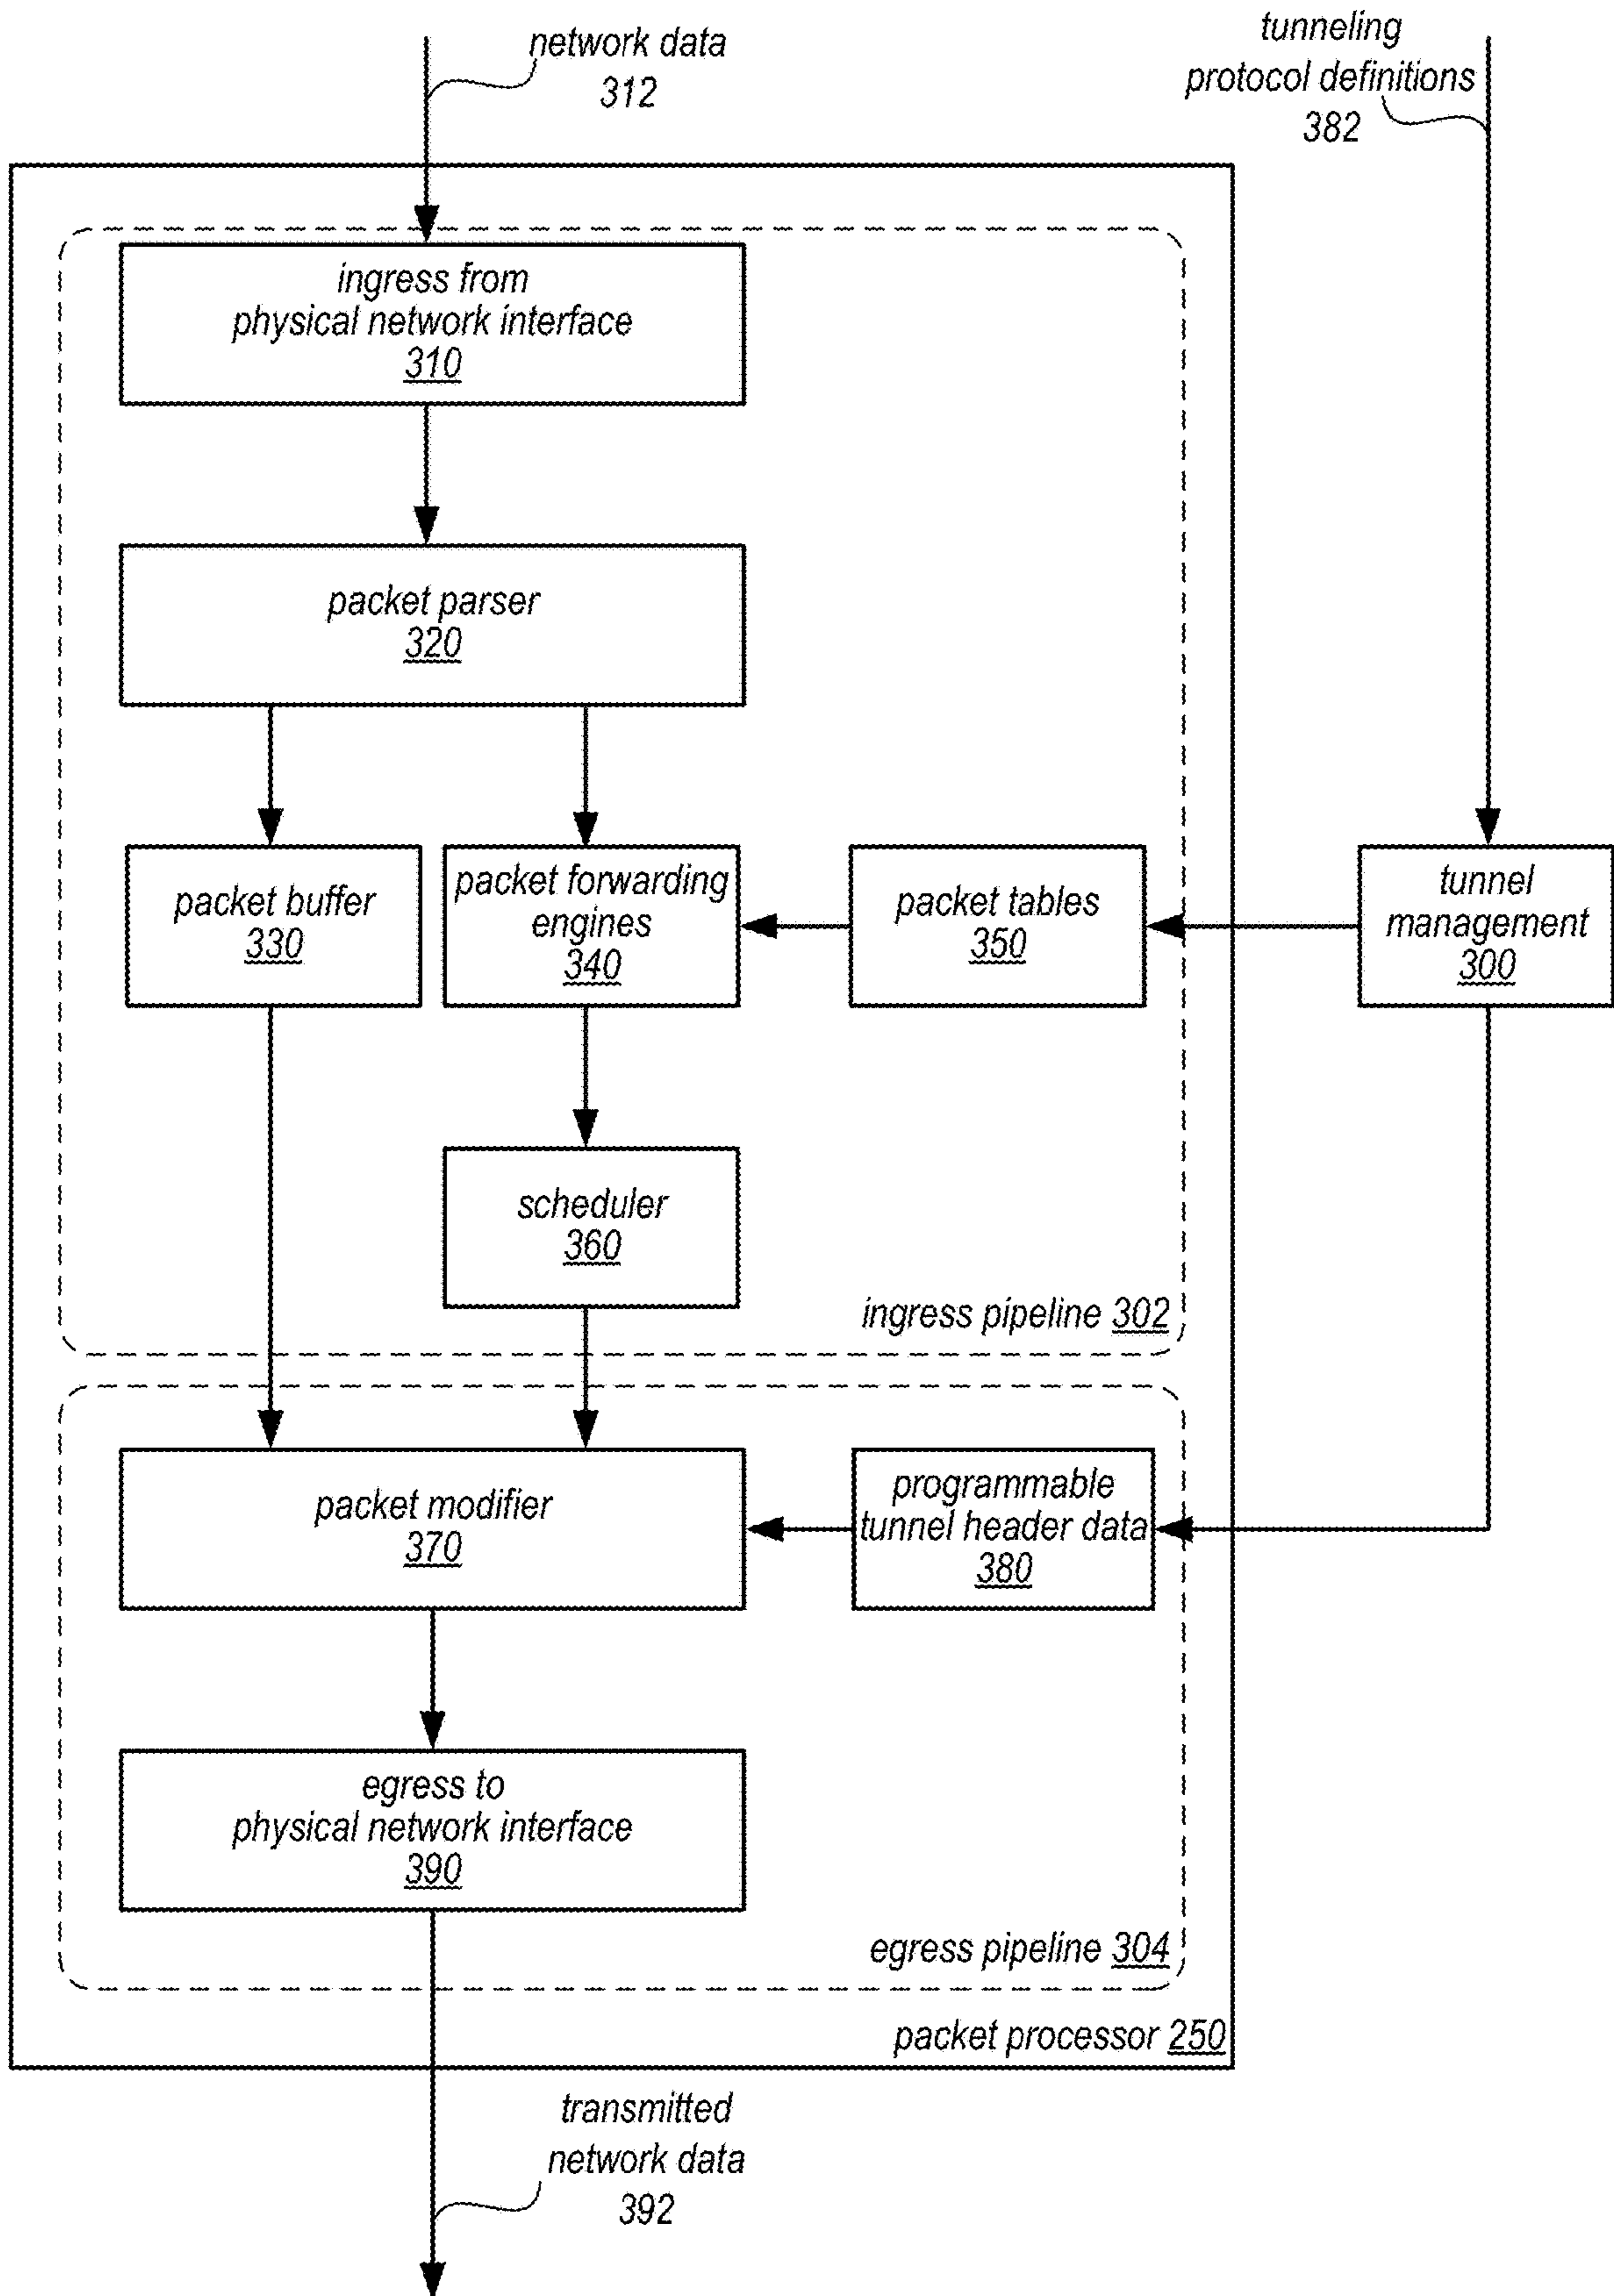 network data
312
tunneling
protocol definitions
382
ingress from
physical network interface
310
packet parser
320
packet buffer
330
packet forwarding
engines
340
packet tables
350
tunnel
management
300
scheduler
360
ingress pipeline 302
packet modifier
370
programmable
tunnel header data
380
egress to
physical network interface
390
egress pipeline 304
packet processor 250
transmitted
network data
392